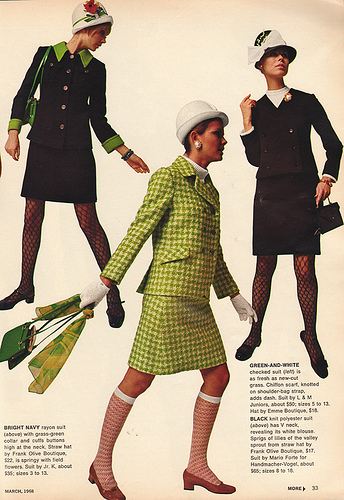 GREEN-AND-WHITE
checked suit (left) is
as fresh as new-cut
grass. Chiffon scarf, knotted
on shoulder-bag strap,
adds dash. Suit by L & M
Juniors, about $50; sizes 5 to 13.
Hat by Emme Boutique, $18.
BLACK knit polyester suit
(above) has V neck,
revealing its white blouse.
Sprigs of lilies of the valley
sprout from straw hat by
Frank Olive Boutique, $17.
Suit by Mario Forte for
Handmacher-Vogel, about
$65; sizes 8 to 16.
BRIGHT NAVY rayon suit
(above) with grass-green
collar and cuffs buttons
high at the neck. Straw hat
by Frank Olive Boutique,
$22, is springy with field
flowers. Suit by Jr. K, about
$35; sizes 3 to 13.
MARCH, 1968
MORE 33